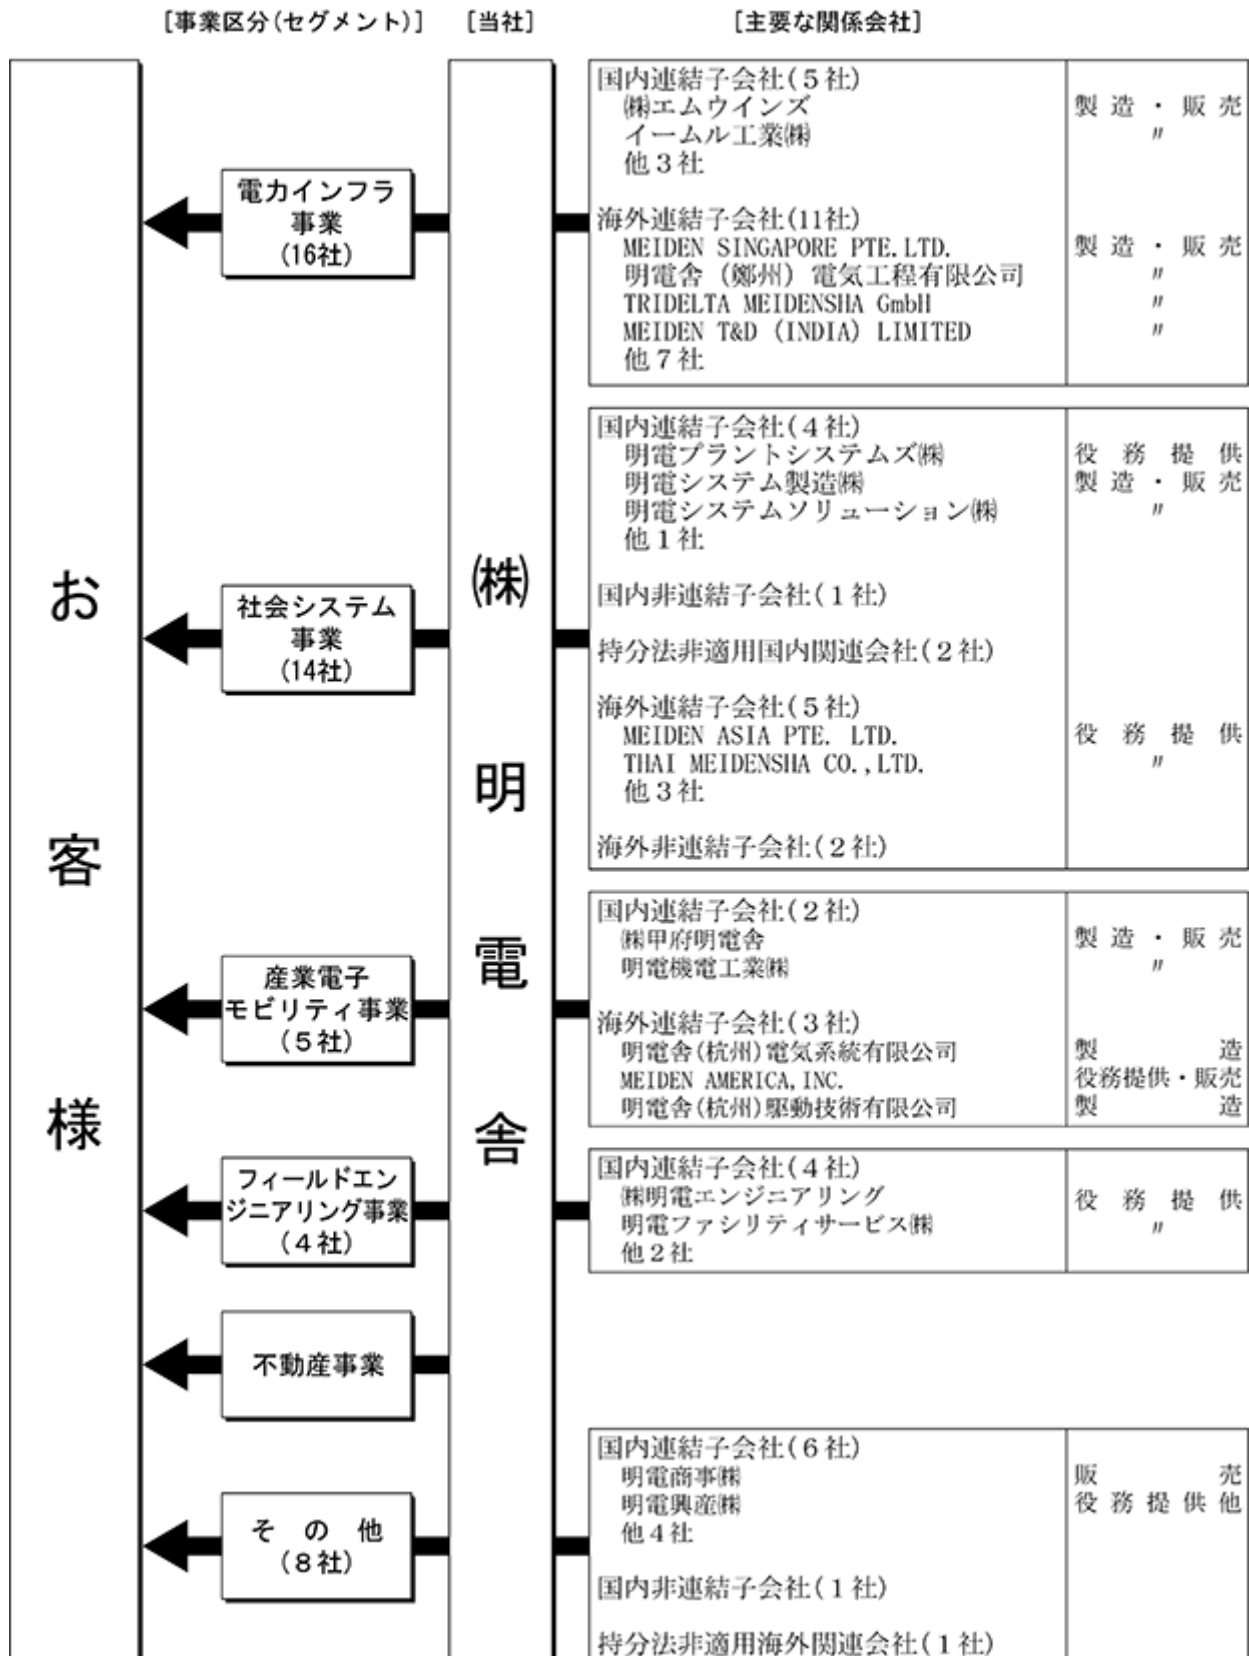 [事業区分(セグメント)] [当社] [主要な関係会社]
お客様
㈱明電舎
電力インフラ
事業
(16社)
国内連結子会社(5社)
㈱エムウインズ 製造・販売
イームル工業㈱ 〃
他3社
海外連結子会社(11社)
MEIDEN SINGAPORE PTE.LTD. 製造・販売
明電舎（鄭州）電気工程有限公司 〃
TRIDELTA MEIDENSHA GmbH 〃
MEIDEN T&D (INDIA) LIMITED 〃
他7社
社会システム
事業
(14社)
国内連結子会社(4社)
明電プラントシステムズ㈱ 役務提供
明電システム製造㈱ 製造・販売
明電システムソリューション㈱ 〃
他1社
国内非連結子会社(1社)
持分法非適用国内関連会社(2社)
海外連結子会社(5社)
MEIDEN ASIA PTE. LTD. 役務提供
THAI MEIDENSHA CO.,LTD. 〃
他3社
海外非連結子会社(2社)
産業電子
モビリティ事業
(5社)
国内連結子会社(2社)
㈱甲府明電舎 製造・販売
明電機電工業㈱ 〃
海外連結子会社(3社)
明電舎(杭州)電気系統有限公司 製造
MEIDEN AMERICA,INC. 役務提供・販売
明電舎(杭州)駆動技術有限公司 製造
フィールドエン
ジニアリング事業
(4社)
国内連結子会社(4社)
㈱明電エンジニアリング 役務提供
明電ファシリティサービス㈱ 〃
他2社
不動産事業
その他
(8社)
国内連結子会社(6社)
明電商事㈱ 販売
明電興産㈱ 役務提供他
他4社
国内非連結子会社(1社)
持分法非適用海外関連会社(1社)